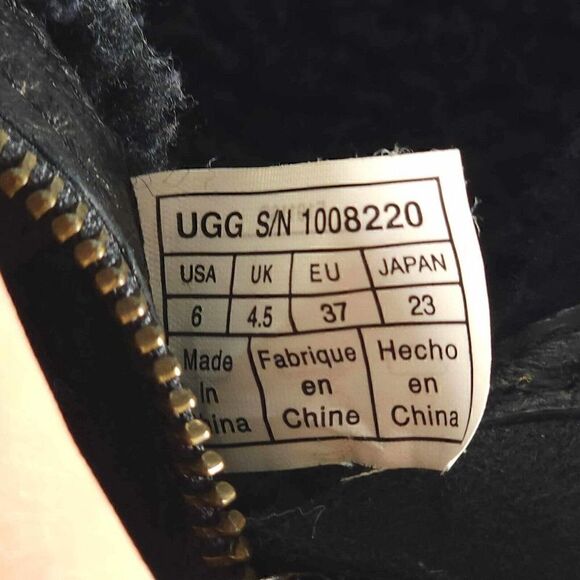 UGG S/N 1008220
USA UK EU JAPAN
6 4.5 37 23
Made Fabrique Hecho
In en en
China Chine China